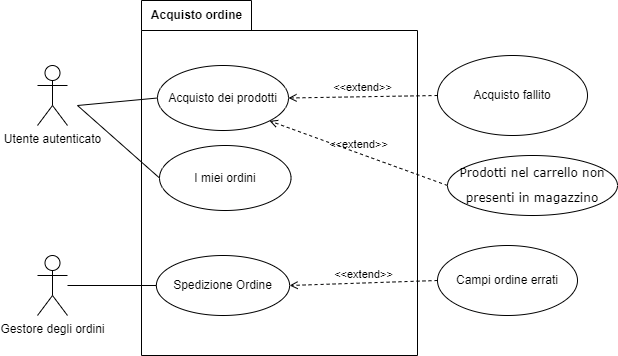 Acquisto ordine
Acquisto dei prodotti
<<extend>>
Acquisto fallito
Utente autenticato
<<extend>>
Prodotti nel carrello non
presenti in magazzino
I miei ordini
<<extend>>
Spedizione Ordine
Campi ordine errati
Gestore degli ordini